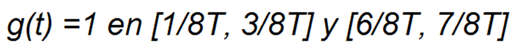 g(t) =1 en [1/8T, 3/8T] y [6/8T, 7/8T]